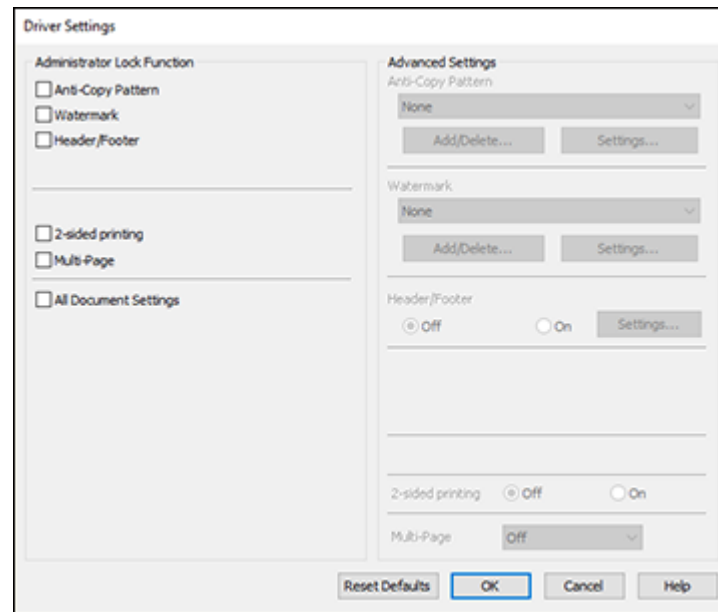 Driver Settings
Administrator Lock Function
Anti-Copy Pattern
Watermark
Header/Footer
2-sided printing
Multi-Page
All Document Settings
Advanced Settings
Anti-Copy Pattern
None
Add/Delete... Settings...
Watermark
None
Add/Delete... Settings...
Header/Footer
Off On Settings...
2-sided printing Off On
Multi-Page Off
Reset Defaults OK Cancel Help